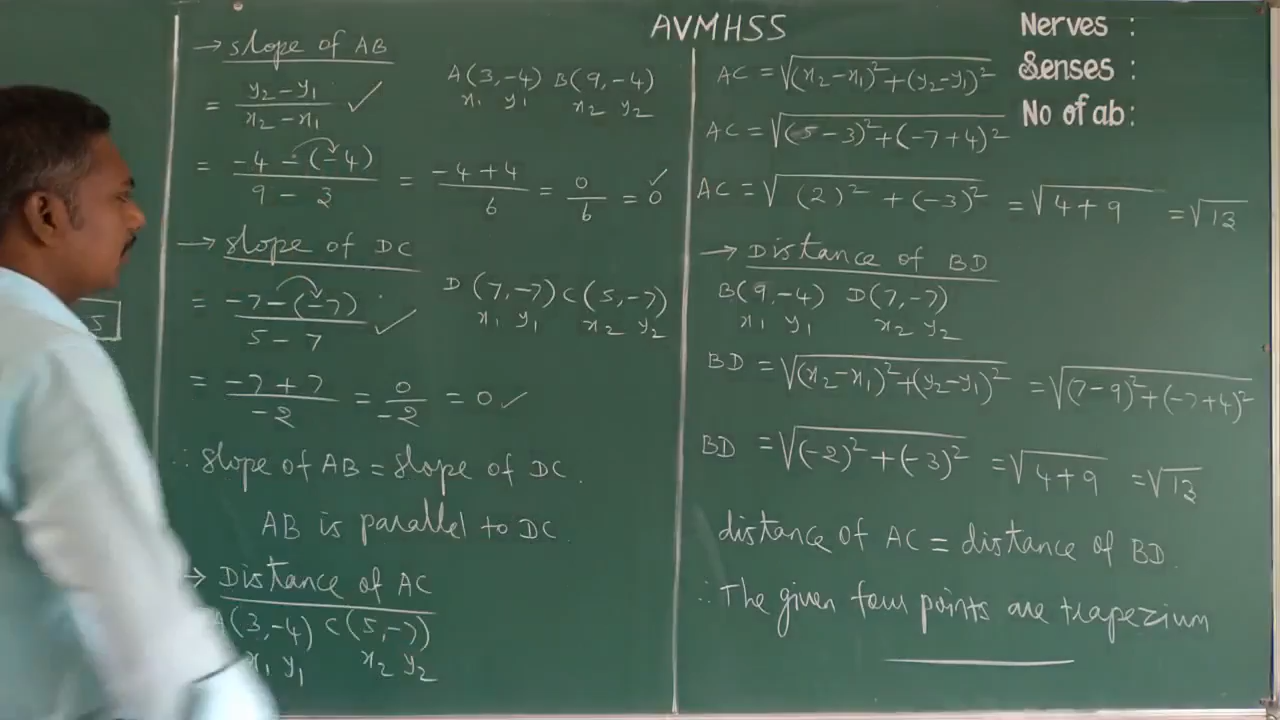 AVMHSS
Nerves :
Senses :
No of ab:
→ slope of AB
= y₂ - y₁ / x₂ - x₁ ✓
A(3,-4) B(9,-4)
x₁ y₁ x₂ y₂
= -4 - (-4) / 9 - 3 = -4 + 4 / 6 = 0 / 6 = 0 ✓
→ slope of DC
= -7 - (-7) / 5 - 7 ✓
D (7,-7) C (5,-7)
x₁ y₁ x₂ y₂
= -7 + 7 / -2 = 0 / -2 = 0 ✓
∴ slope of AB = slope of DC.
AB is parallel to DC.
→ Distance of AC
A(3,-4) C(5,-7)
x₁ y₁ x₂ y₂
5
AC = √(x₂-x₁)²+(y₂-y₁)²
AC = √(5-3)²+(-7+4)²
AC = √(2)² + (-3)² = √4+9 = √13
→ Distance of BD
B(9,-4) D(7,-7)
x₁ y₁ x₂ y₂
BD = √(x₂-x₁)²+(y₂-y₁)² = √(7-9)²+(-7+4)²
BD = √(-2)²+(-3)² = √4+9 = √13
distance of AC = distance of BD.
∴ The given four points are trapezium